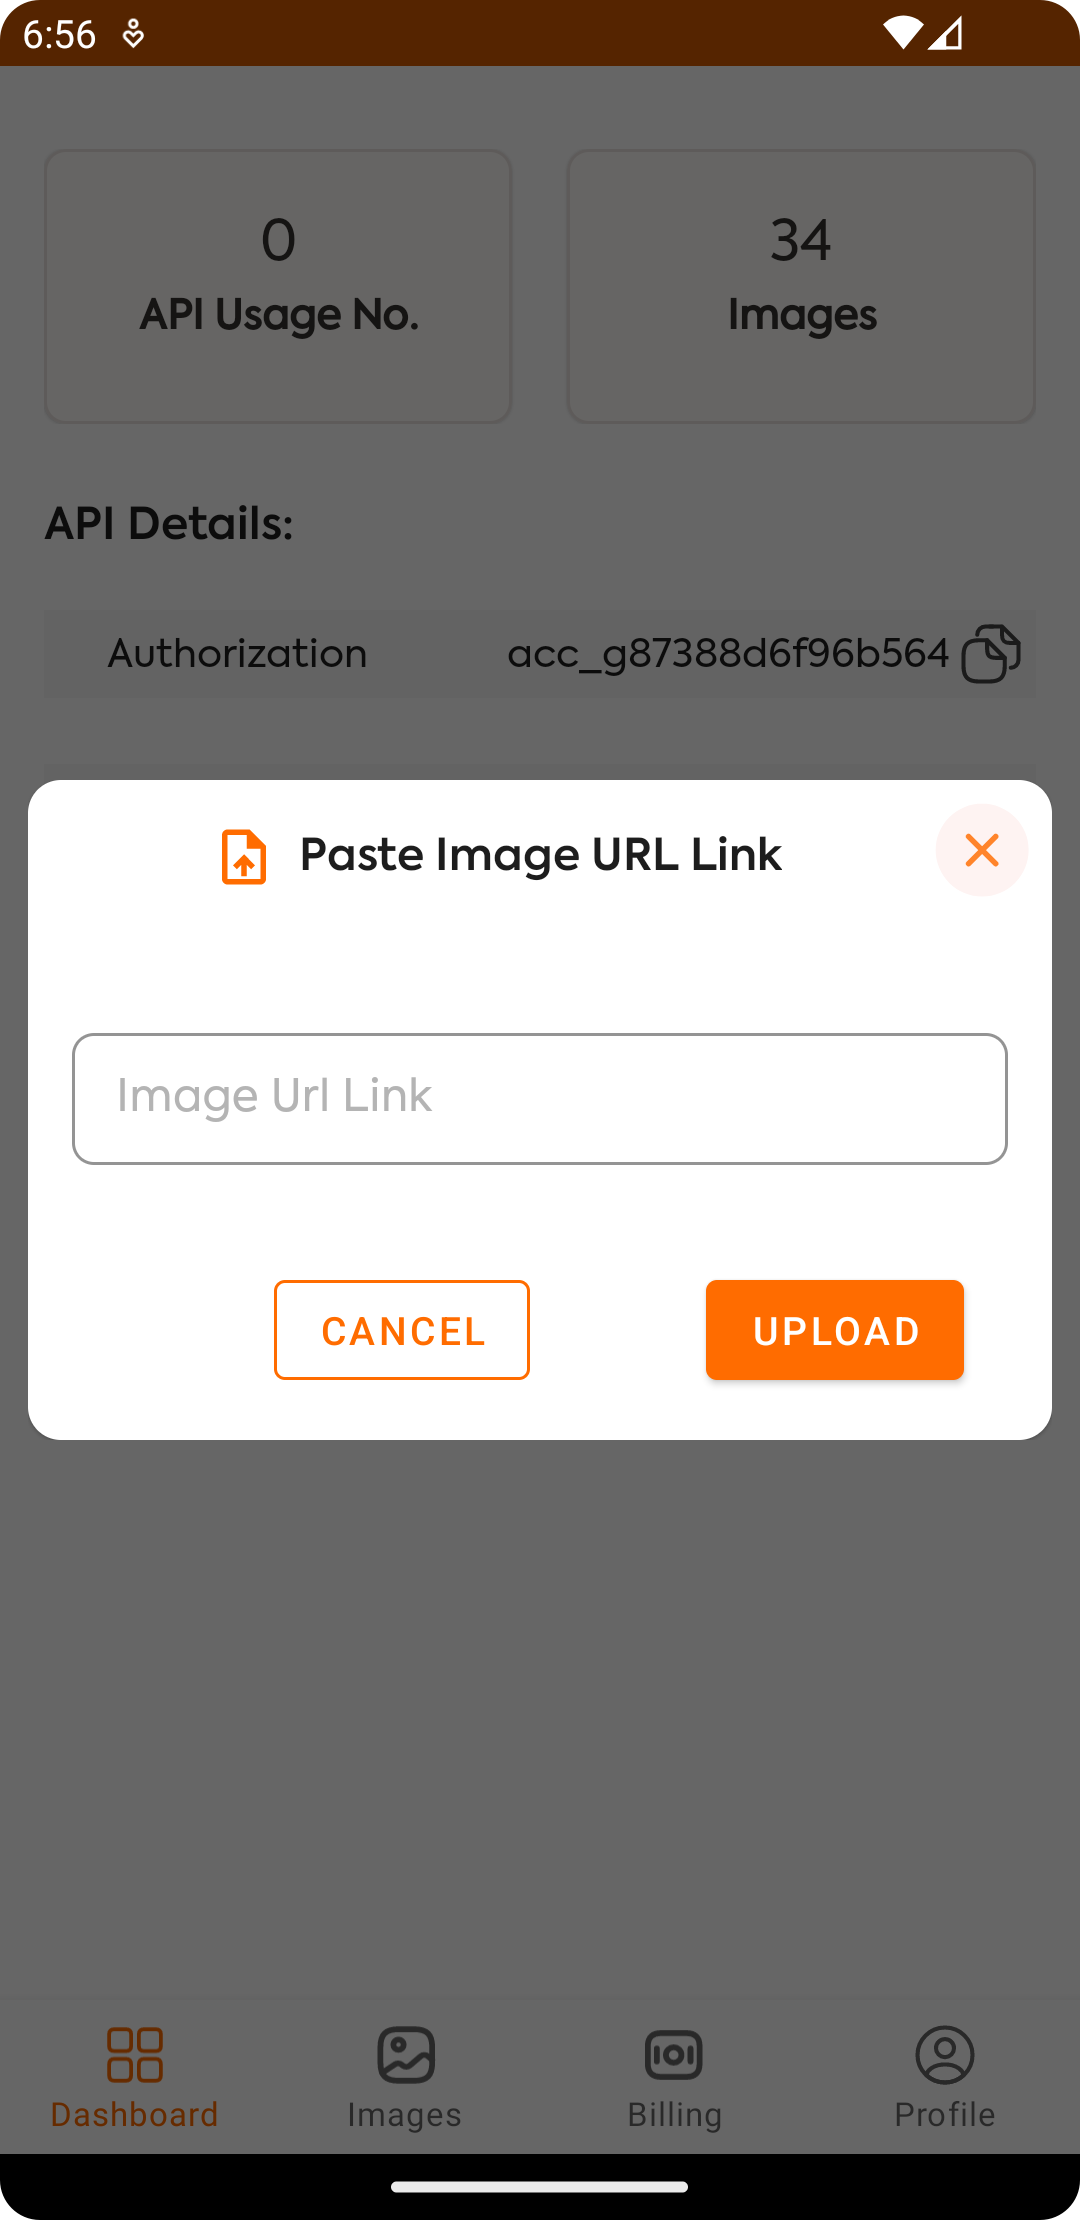 6:56
0
API Usage No.
34
Images
API Details:
Authorization acc_g87388d6f96b564
Paste Image URL Link
Image Url Link
CANCEL UPLOAD
Dashboard Images Billing Profile